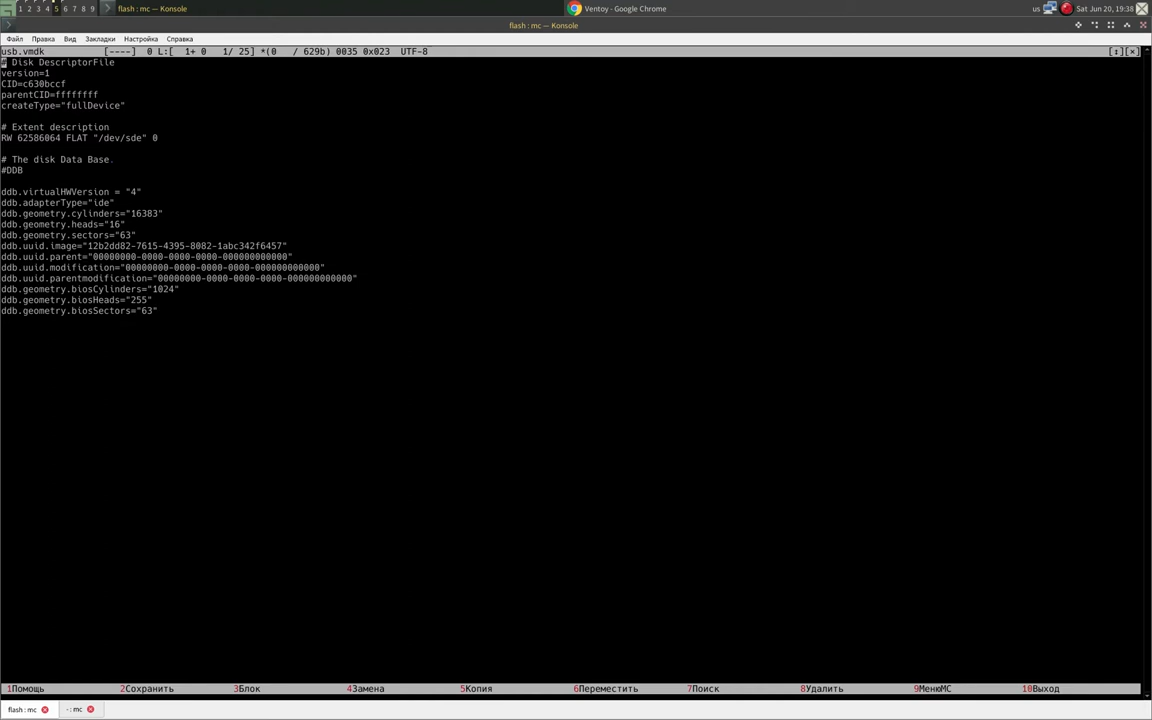 1 2 3 4 5 6 7 8 9 flash : mc — Konsole Ventoy - Google Chrome us Sat Jun 20, 19:38
flash : mc — Konsole
Файл Правка Вид Закладки Настройка Справка
usb.vmdk [----] 0 L:[ 1+ 0 1/ 25] *(0 / 629b) 0035 0x023 UTF-8 [↕][×]
# Disk DescriptorFile
version=1
CID=c630bccf
parentCID=ffffffff
createType="fullDevice"
# Extent description
RW 62586064 FLAT "/dev/sde" 0
# The disk Data Base.
#DDB
ddb.virtualHWVersion = "4"
ddb.adapterType="ide"
ddb.geometry.cylinders="16383"
ddb.geometry.heads="16"
ddb.geometry.sectors="63"
ddb.uuid.image="12b2dd82-7615-4395-8082-1abc342f6457"
ddb.uuid.parent="00000000-0000-0000-0000-000000000000"
ddb.uuid.modification="00000000-0000-0000-0000-000000000000"
ddb.uuid.parentmodification="00000000-0000-0000-0000-000000000000"
ddb.geometry.biosCylinders="1024"
ddb.geometry.biosHeads="255"
ddb.geometry.biosSectors="63"
1Помощь 2Сохранить 3Блок 4Замена 5Копия 6Переместить 7Поиск 8Удалить 9МенюМС 10Выход
flash : mc - : mc